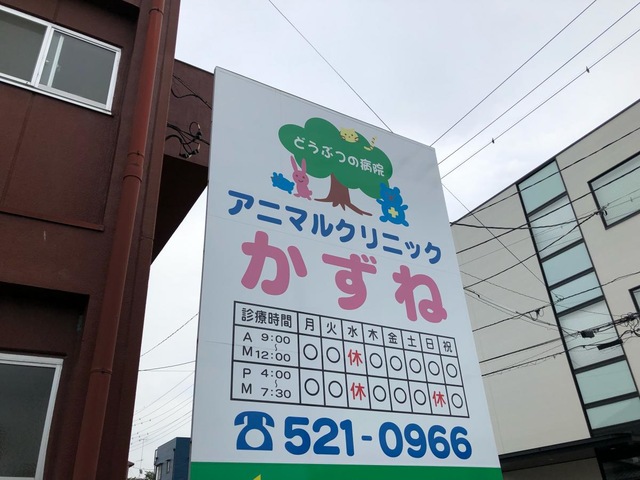 どうぶつの病院
アニマルクリニック
かずね
診療時間 月 火 水 木 金 土 日 祝
AM 9:00〜12:00 ○ ○ 休 ○ ○ ○ ○ ○
PM 4:00〜7:30 ○ ○ 休 ○ ○ ○ 休 ○
☎521-0966